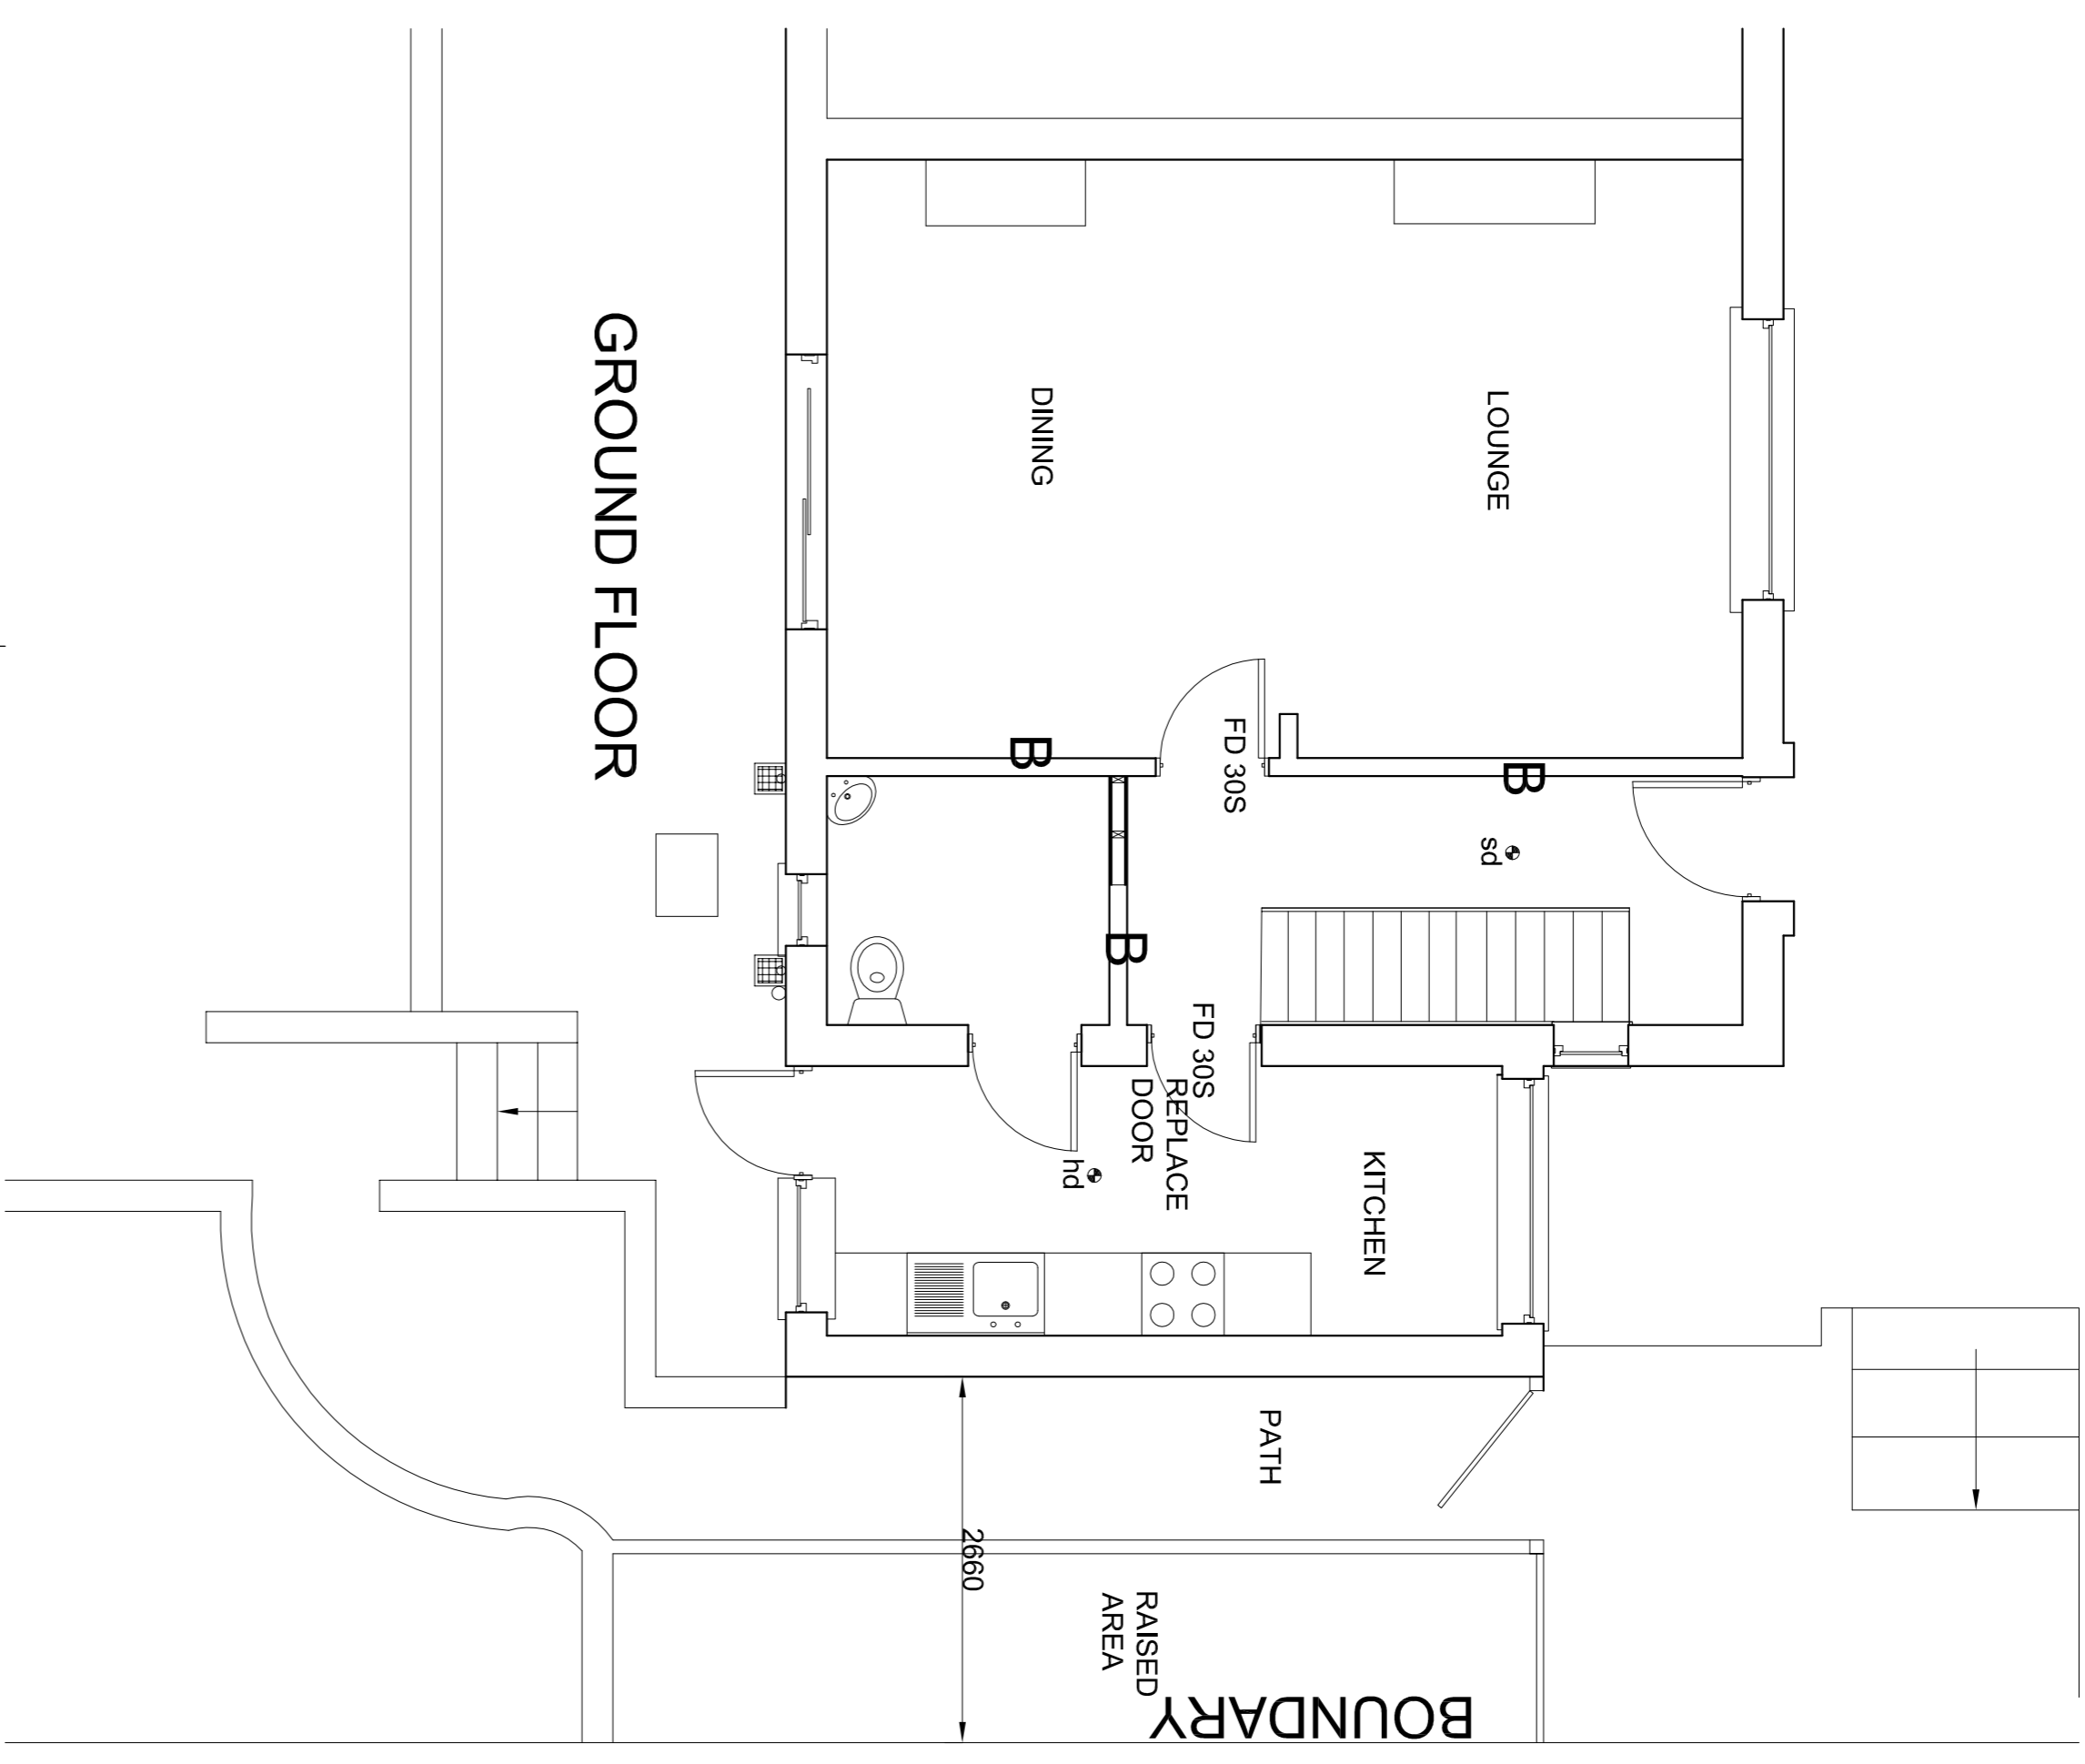 GROUND FLOOR
DINING
LOUNGE
B
B
FD 30S
sd
B
FD 30S
REPLACE
DOOR
hd
KITCHEN
PATH
2660
RAISED
AREA
BOUNDARY